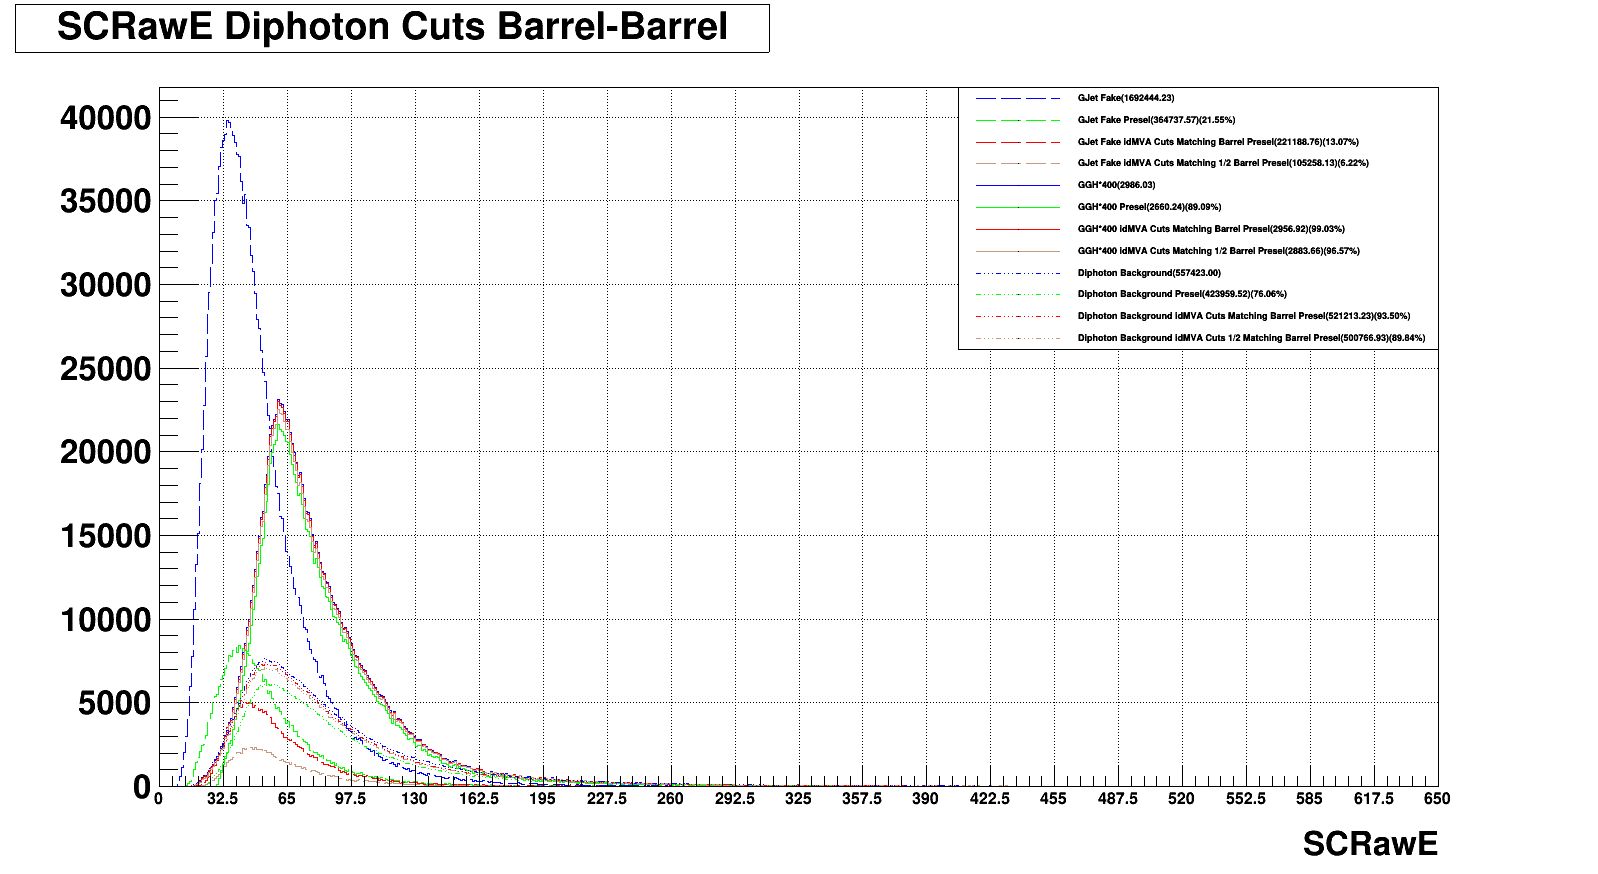 SCRawE Diphoton Cuts Barrel-Barrel
GJet Fake(1692444.23)
GJet Fake Presel(364737.57)(21.55%)
GJet Fake idMVA Cuts Matching Barrel Presel(221188.76)(13.07%)
GJet Fake idMVA Cuts Matching 1/2 Barrel Presel(105258.13)(6.22%)
GGH*400(2986.03)
GGH*400 Presel(2660.24)(89.09%)
GGH*400 idMVA Cuts Matching Barrel Presel(2956.92)(99.03%)
GGH*400 idMVA Cuts Matching 1/2 Barrel Presel(2883.66)(96.57%)
Diphoton Background(557423.00)
Diphoton Background Presel(423959.52)(76.06%)
Diphoton Background idMVA Cuts Matching Barrel Presel(521213.23)(93.50%)
Diphoton Background idMVA Cuts 1/2 Matching Barrel Presel(500766.93)(89.84%)
40000
35000
30000
25000
20000
15000
10000
5000
0
0 32.5 65 97.5 130 162.5 195 227.5 260 292.5 325 357.5 390 422.5 455 487.5 520 552.5 585 617.5 650
SCRawE